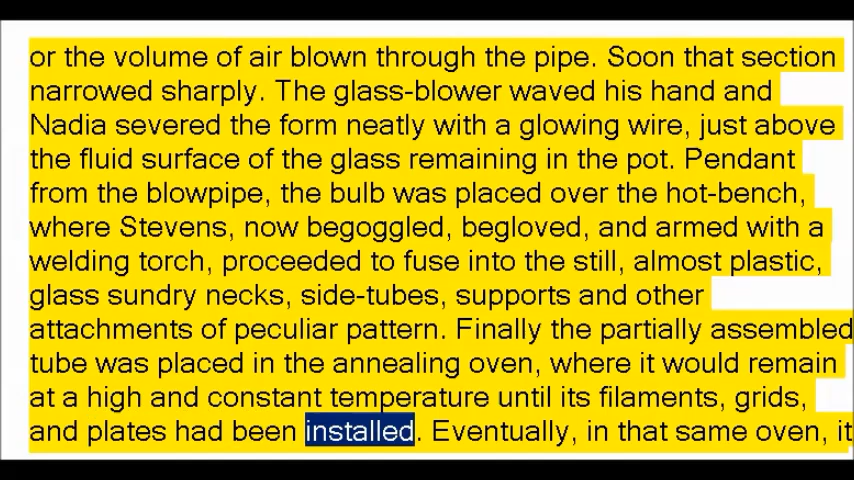 or the volume of air blown through the pipe. Soon that section
narrowed sharply. The glass-blower waved his hand and
Nadia severed the form neatly with a glowing wire, just above
the fluid surface of the glass remaining in the pot. Pendant
from the blowpipe, the bulb was placed over the hot-bench,
where Stevens, now begoggled, begloved, and armed with a
welding torch, proceeded to fuse into the still, almost plastic,
glass sundry necks, side-tubes, supports and other
attachments of peculiar pattern. Finally the partially assembled
tube was placed in the annealing oven, where it would remain
at a high and constant temperature until its filaments, grids,
and plates had been installed. Eventually, in that same oven, it